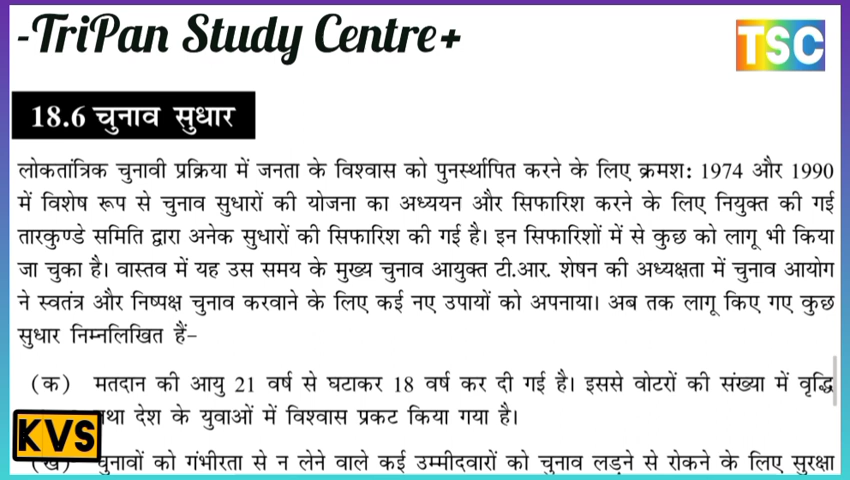 -TriPan Study Centre+
TSC
18.6 चुनाव सुधार
लोकतांत्रिक चुनावी प्रक्रिया में जनता के विश्वास को पुनर्स्थापित करने के लिए क्रमश: 1974 और 1990
में विशेष रूप से चुनाव सुधारों की योजना का अध्ययन और सिफारिश करने के लिए नियुक्त की गई
तारकुण्डे समिति द्वारा अनेक सुधारों की सिफारिश की गई है। इन सिफारिशों में से कुछ को लागू भी किया
जा चुका है। वास्तव में यह उस समय के मुख्य चुनाव आयुक्त टी.आर. शेषन की अध्यक्षता में चुनाव आयोग
ने स्वतंत्र और निष्पक्ष चुनाव करवाने के लिए कई नए उपायों को अपनाया। अब तक लागू किए गए कुछ
सुधार निम्नलिखित हैं-
(क) मतदान की आयु 21 वर्ष से घटाकर 18 वर्ष कर दी गई है। इससे वोटरों की संख्या में वृद्धि
तथा देश के युवाओं में विश्वास प्रकट किया गया है।
KVS
(ख) चुनावों को गंभीरता से न लेने वाले कई उम्मीदवारों को चुनाव लड़ने से रोकने के लिए सुरक्षा